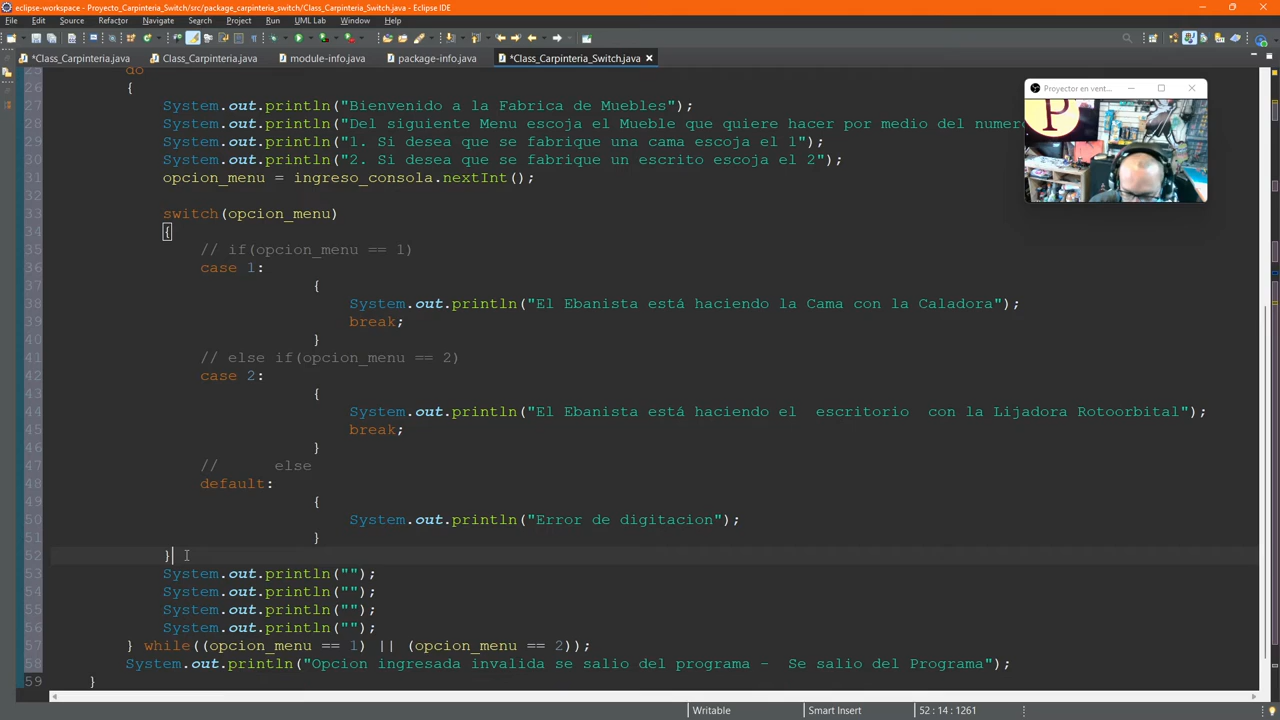 eclipse-workspace - Proyecto_Carpinteria_Switch/src/package_carpinteria_switch/Class_Carpinteria_Switch.java - Eclipse IDE
File Edit Source Refactor Navigate Search Project Run UML Lab Window Help
*Class_Carpinteria.java Class_Carpinteria.java module-info.java package-info.java *Class_Carpinteria_Switch.java
25 do
26 {
Proyector en vent...
27 System.out.println("Bienvenido a la Fabrica de Muebles");
28 System.out.println("Del siguiente Menu escoja el Mueble que quiere hacer por medio del numer
29 System.out.println("1. Si desea que se fabrique una cama escoja el 1");
30 System.out.println("2. Si desea que se fabrique un escrito escoja el 2");
31 opcion_menu = ingreso_consola.nextInt();
32
33 switch(opcion_menu)
34 {
35 // if(opcion_menu == 1)
36 case 1:
37 {
38 System.out.println("El Ebanista está haciendo la Cama con la Caladora");
39 break;
40 }
41 // else if(opcion_menu == 2)
42 case 2:
43 {
44 System.out.println("El Ebanista está haciendo el  escritorio  con la Lijadora Rotoorbital");
45 break;
46 }
47 // else
48 default:
49 {
50 System.out.println("Error de digitacion");
51 }
52 }
53 System.out.println("");
54 System.out.println("");
55 System.out.println("");
56 System.out.println("");
57 } while((opcion_menu == 1) || (opcion_menu == 2));
58 System.out.println("Opcion ingresada invalida se salio del programa -  Se salio del Programa");
59 }
Writable Smart Insert 52 : 14 : 1261